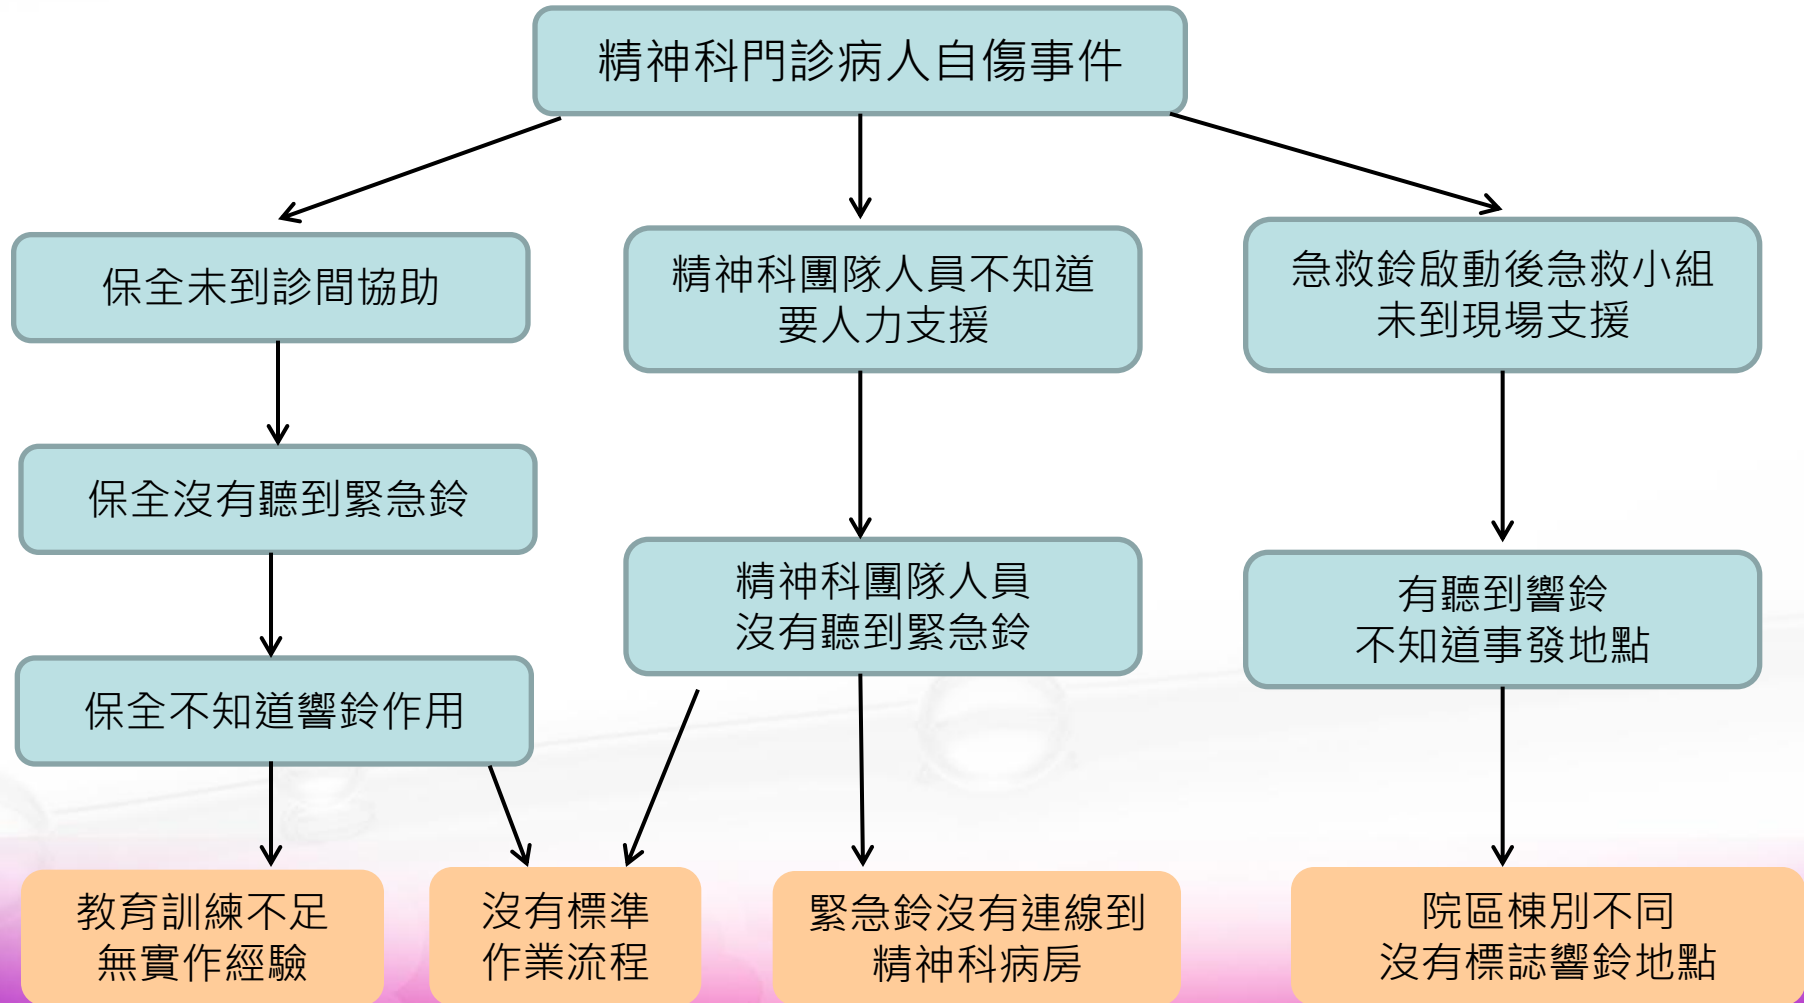 精神科門診病人自傷事件
保全未到診間協助
精神科團隊人員不知道
要人力支援
急救鈴啟動後急救小組
未到現場支援
保全沒有聽到緊急鈴
精神科團隊人員
沒有聽到緊急鈴
有聽到響鈴
不知道事發地點
保全不知道響鈴作用
教育訓練不足
無實作經驗
沒有標準
作業流程
緊急鈴沒有連線到
精神科病房
院區棟別不同
沒有標誌響鈴地點